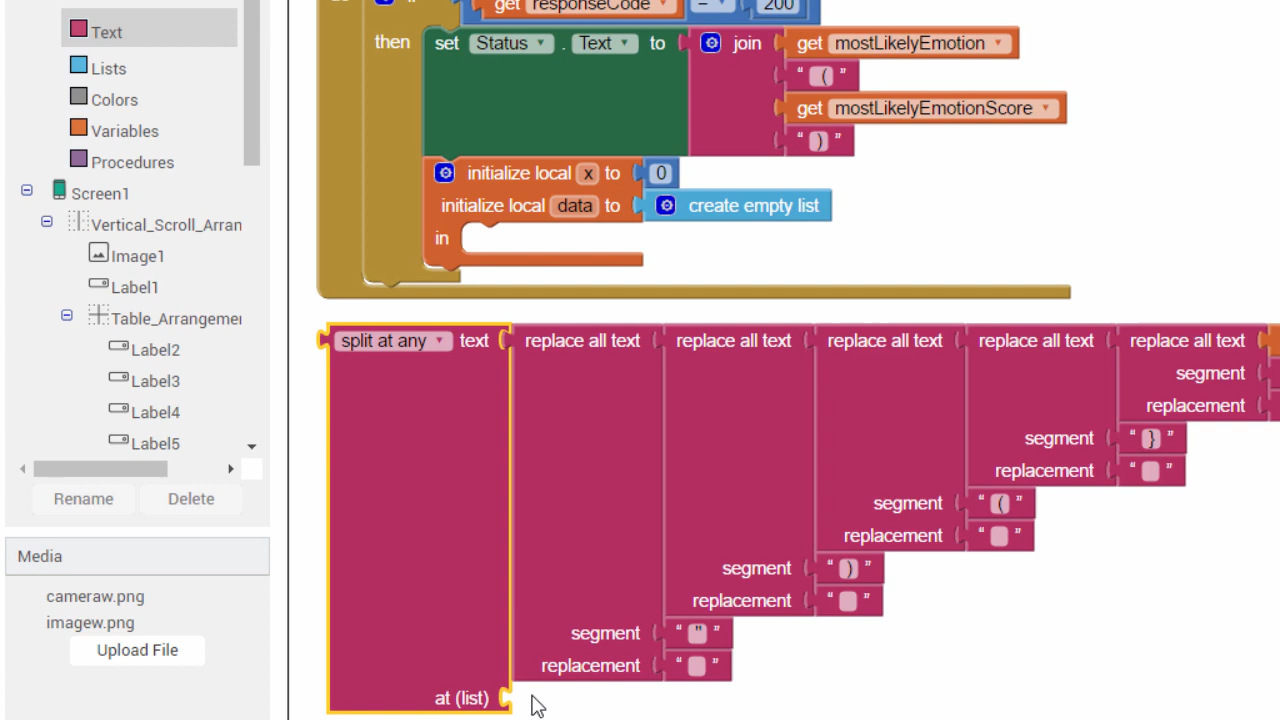 if
get responseCode = 200
Text
Lists
Colors
Variables
Procedures
Screen1
Vertical_Scroll_Arran
Image1
Label1
Table_Arrangemen
Label2
Label3
Label4
Label5
Rename Delete
Media
cameraw.png
imagew.png
Upload File
then set Status . Text to join get mostLikelyEmotion
" ( "
get mostLikelyEmotionScore
" ) "
initialize local x to 0
initialize local data to create empty list
in
split at any text replace all text replace all text replace all text replace all text replace all text
segment
replacement
segment " } "
replacement " "
segment " ( "
replacement " "
segment " ) "
replacement " "
segment " " "
replacement " "
at (list)